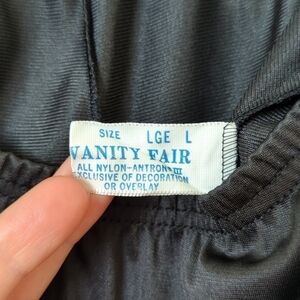 SIZE LGE L
VANITY FAIR
ALL NYLON-ANTRON III
EXCLUSIVE OF DECORATION
OR OVERLAY